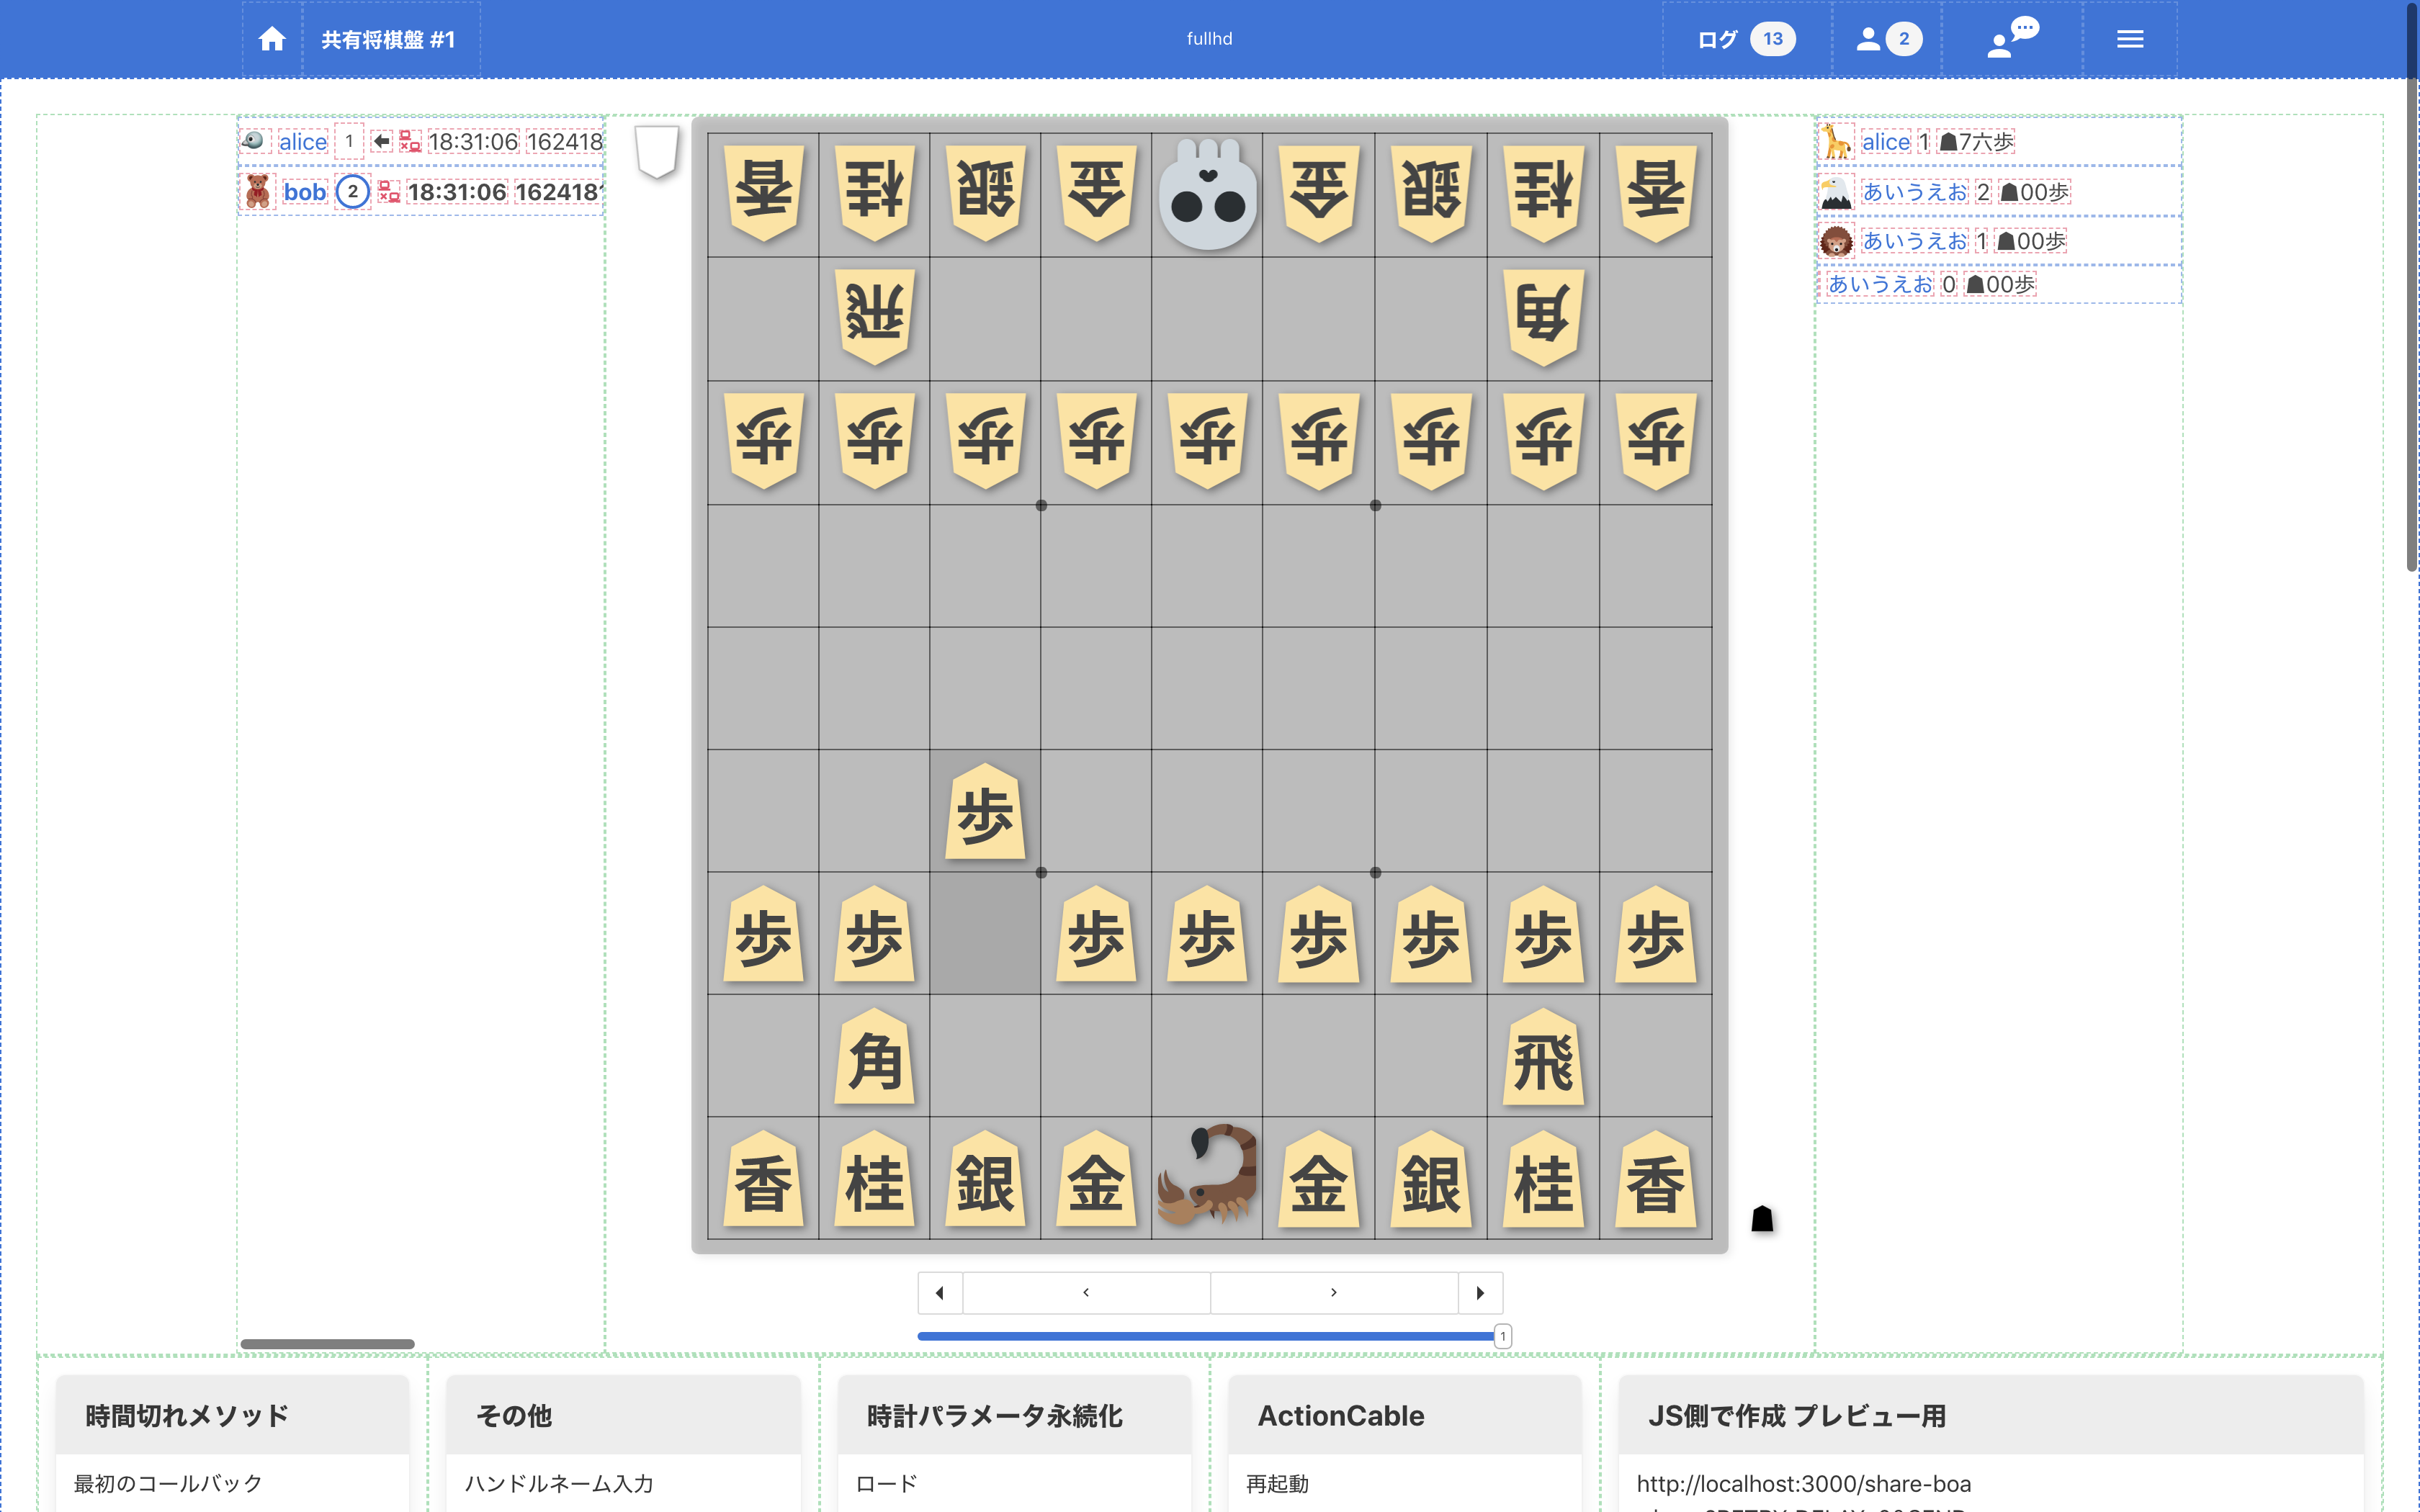 共有将棋盤 #1
fullhd
ログ 13
2
alice 1 18:31:06 162418
bob 2 18:31:06 162418
alice 1 ☗7六歩
あいうえお 2 ☗00歩
あいうえお 1 ☗00歩
あいうえお 0 ☗00歩
香 桂 銀 金 金 銀 桂 香
飛 角
歩 歩 歩 歩 歩 歩 歩 歩 歩
歩
歩 歩 歩 歩 歩 歩 歩 歩
角 飛
香 桂 銀 金 金 銀 桂 香
1
時間切れメソッド
最初のコールバック
その他
ハンドルネーム入力
時計パラメータ永続化
ロード
ActionCable
再起動
JS側で作成 プレビュー用
http://localhost:3000/share-boa